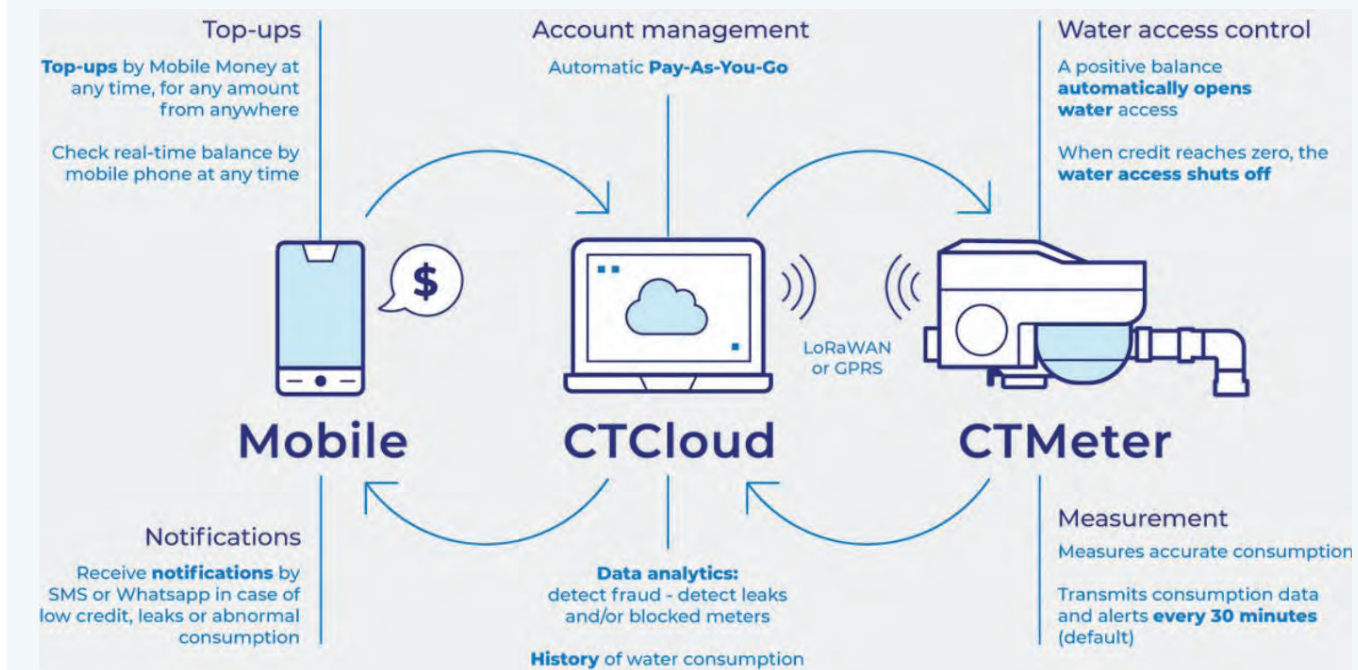 Top-ups
Top-ups by Mobile Money at
any time, for any amount
from anywhere
Check real-time balance by
mobile phone at any time
Account management
Automatic Pay-As-You-Go
Water access control
A positive balance
automatically opens
water access
When credit reaches zero, the
water access shuts off
$
LoRaWAN
or GPRS
Mobile
CTCloud
CTMeter
Notifications
Receive notifications by
SMS or Whatsapp in case of
low credit, leaks or abnormal
consumption
Data analytics:
detect fraud - detect leaks
and/or blocked meters
History of water consumption
Measurement
Measures accurate consumption
Transmits consumption data
and alerts every 30 minutes
(default)